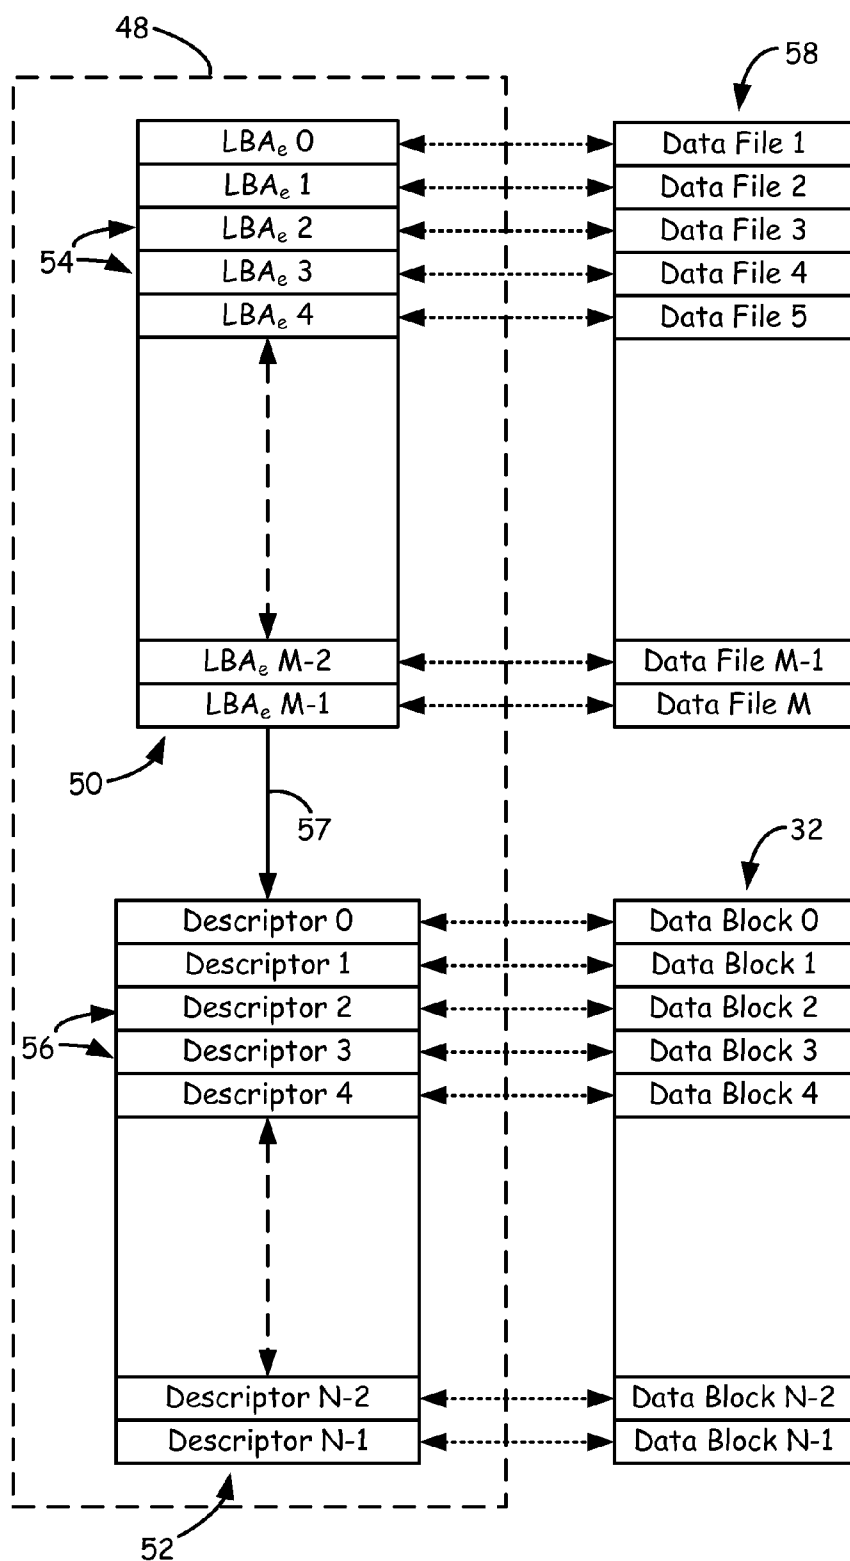 48
58
LBAe 0
Data File 1
LBAe 1
Data File 2
LBAe 2
Data File 3
54
LBAe 3
Data File 4
LBAe 4
Data File 5
LBAe M-2
Data File M-1
LBAe M-1
Data File M
50
57
32
Descriptor 0
Data Block 0
Descriptor 1
Data Block 1
Descriptor 2
Data Block 2
56
Descriptor 3
Data Block 3
Descriptor 4
Data Block 4
Descriptor N-2
Data Block N-2
Descriptor N-1
Data Block N-1
52